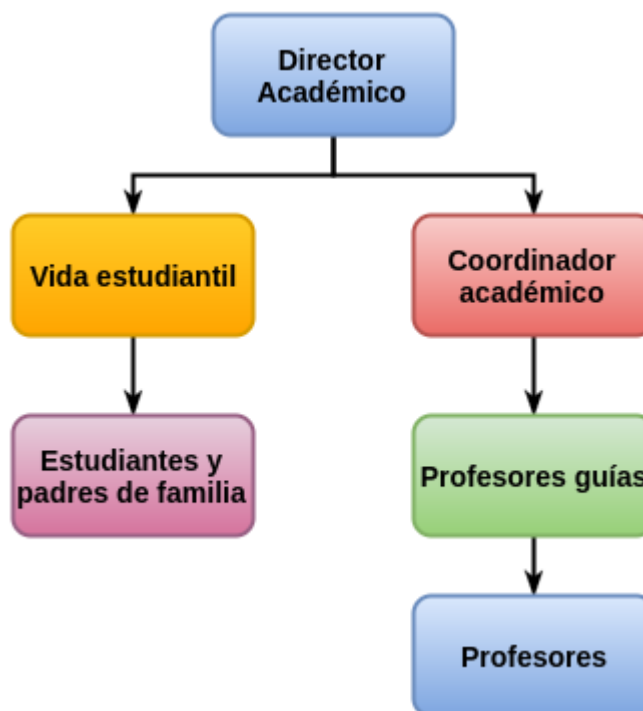 Director
Académico
Vida estudiantil
Coordinador
académico
Estudiantes y
padres de familia
Profesores guías
Profesores